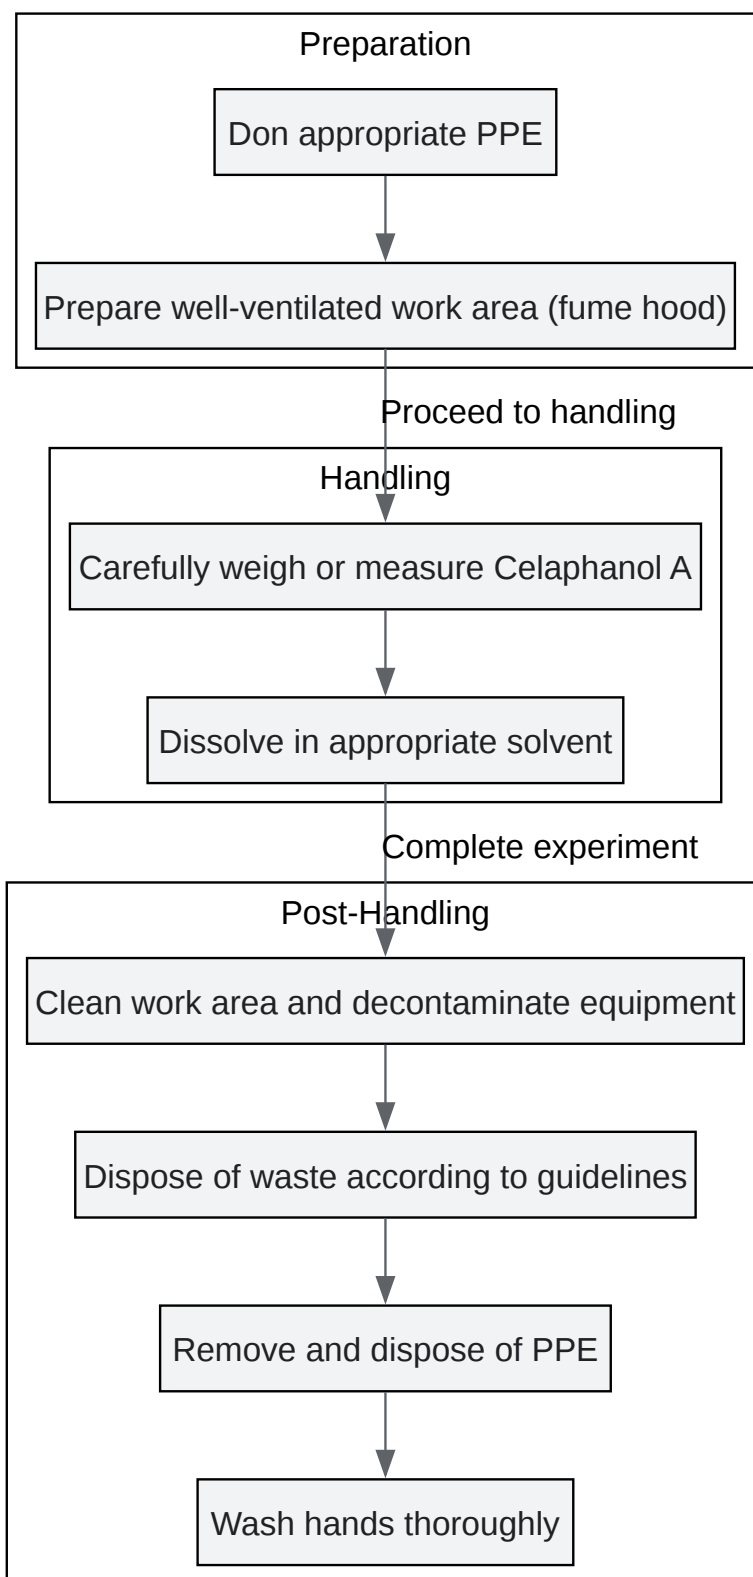 Preparation
Don appropriate PPE
Prepare well-ventilated work area (fume hood)
Proceed to handling
Handling
Carefully weigh or measure Celaphanol A
Dissolve in appropriate solvent
Complete experiment
Post-Handling
Clean work area and decontaminate equipment
Dispose of waste according to guidelines
Remove and dispose of PPE
Wash hands thoroughly